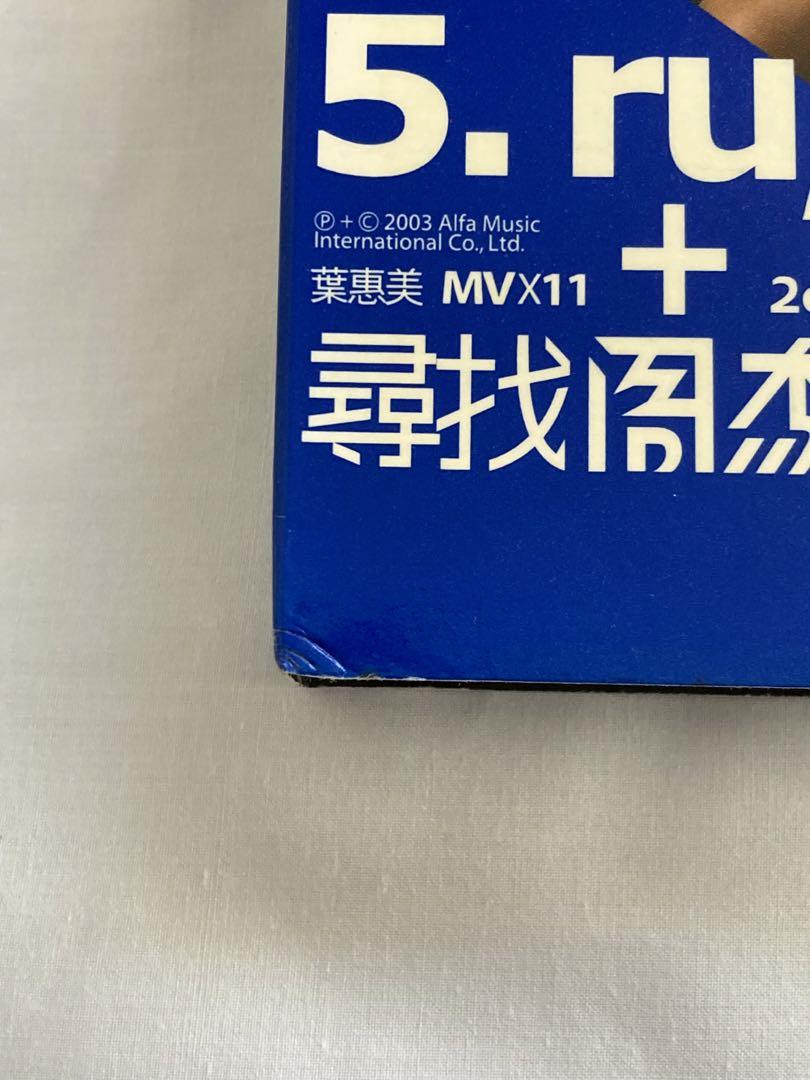 5. ru
℗ + © 2003 Alfa Music
International Co., Ltd.
+
葉惠美 MVX11
尋找周杰